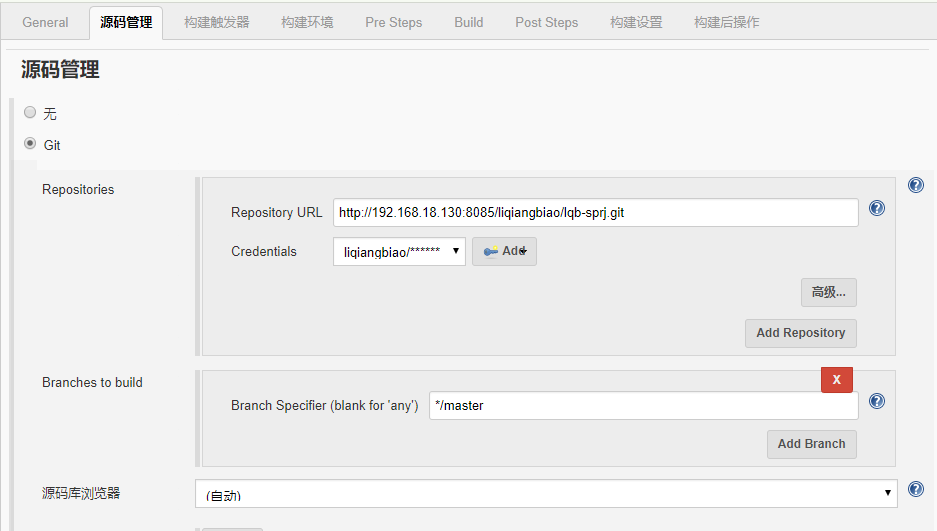 General 源码管理 构建触发器 构建环境 Pre Steps Build Post Steps 构建设置 构建后操作
源码管理
无
Git
Repositories
Repository URL http://192.168.18.130:8085/liqiangbiao/lqb-sprj.git
Credentials liqiangbiao/****** Add
高级...
Add Repository
Branches to build
X
Branch Specifier (blank for 'any') */master
Add Branch
源码库浏览器 (自动)